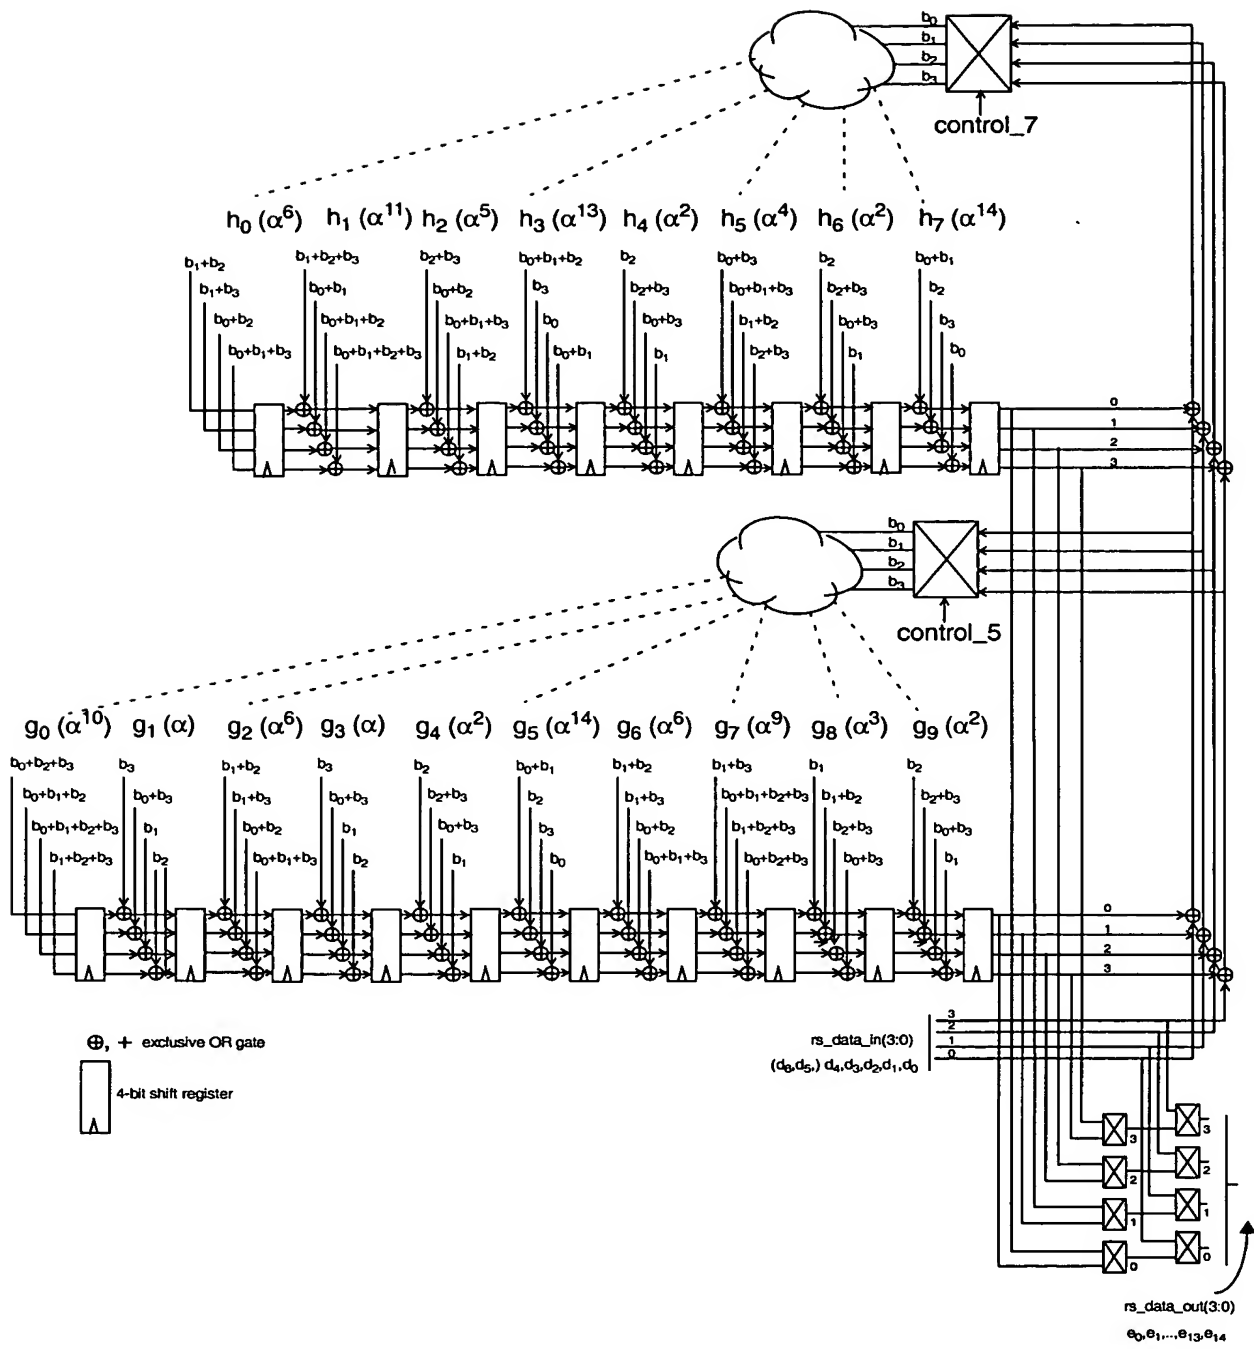 b0
b1
b2
b3
control_7
h0 (α6) h1 (α11) h2 (α5) h3 (α13) h4 (α2) h5 (α4) h6 (α2) h7 (α14)
b1+b2 b1+b2+b3 b2+b3 b0+b1+b2 b2 b0+b3 b2 b0+b1
b1+b3 b0+b1 b0+b2 b3 b2+b3 b0+b1+b3 b2+b3 b2
b0+b2 b0+b1+b2 b0+b1+b3 b0 b0+b3 b1+b2 b0+b3 b3
b0+b1+b3 b0+b1+b2+b3 b1+b2 b0+b1 b1 b2+b3 b1 b0
0
1
2
3
b0
b1
b2
b3
control_5
g0 (α10) g1 (α) g2 (α6) g3 (α) g4 (α2) g5 (α14) g6 (α6) g7 (α9) g8 (α3) g9 (α2)
b0+b2+b3 b3 b1+b2 b3 b2 b0+b1 b1+b2 b1+b3 b1 b2
b0+b1+b2 b0+b3 b1+b3 b0+b3 b2+b3 b2 b1+b3 b0+b1+b2+b3 b1+b2 b2+b3
b0+b1+b2+b3 b1 b0+b2 b1 b0+b3 b3 b0+b2 b1+b2+b3 b2+b3 b0+b3
b1+b2+b3 b2 b0+b1+b3 b2 b1 b0 b0+b1+b3 b0+b2+b3 b0+b3 b1
0
1
2
3
⊕, + exclusive OR gate
4-bit shift register
rs_data_in(3:0)
(d6,d5,) d4,d3,d2,d1,d0
3
2
1
0
3 3
2 2
1 1
0 0
rs_data_out(3:0)
e0,e1,..,e13,e14